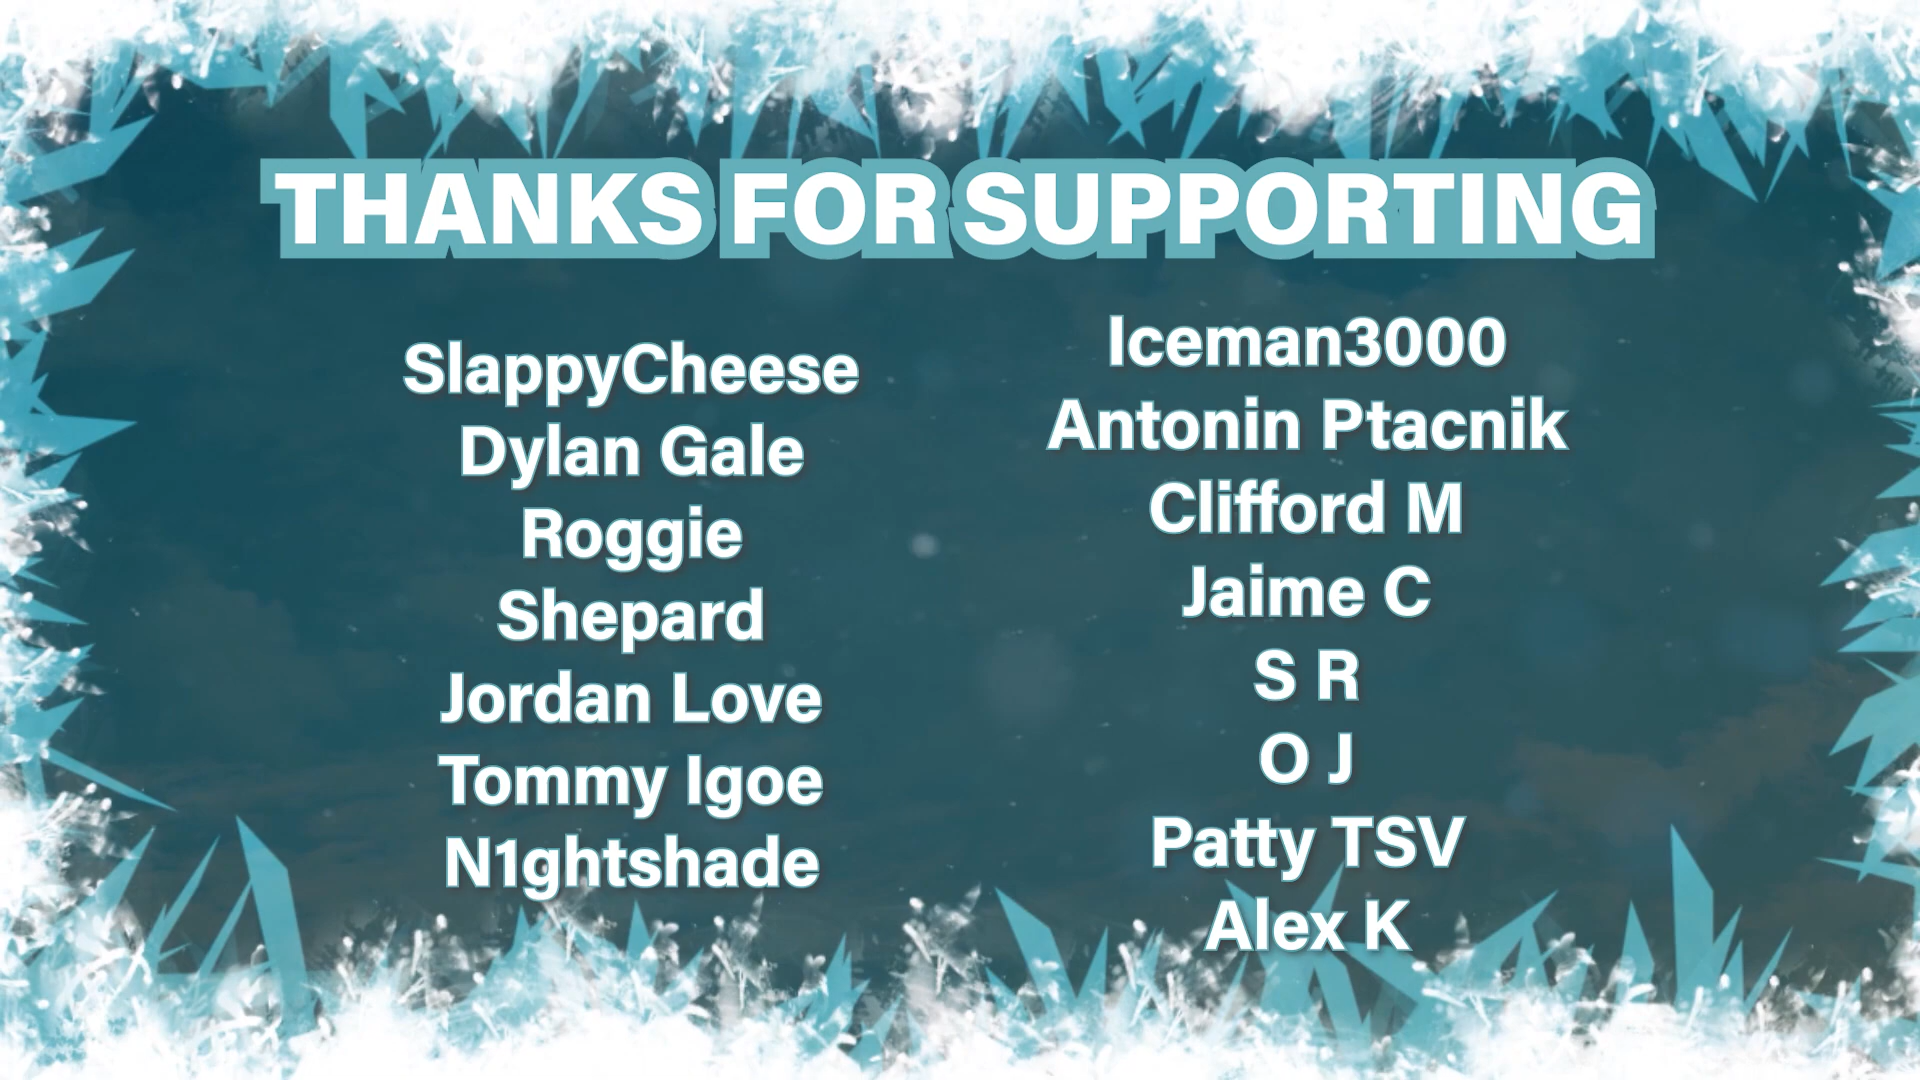 THANKS FOR SUPPORTING
SlappyCheese
Dylan Gale
Roggie
Shepard
Jordan Love
Tommy Igoe
N1ghtshade
Iceman3000
Antonin Ptacnik
Clifford M
Jaime C
S R
O J
Patty TSV
Alex K